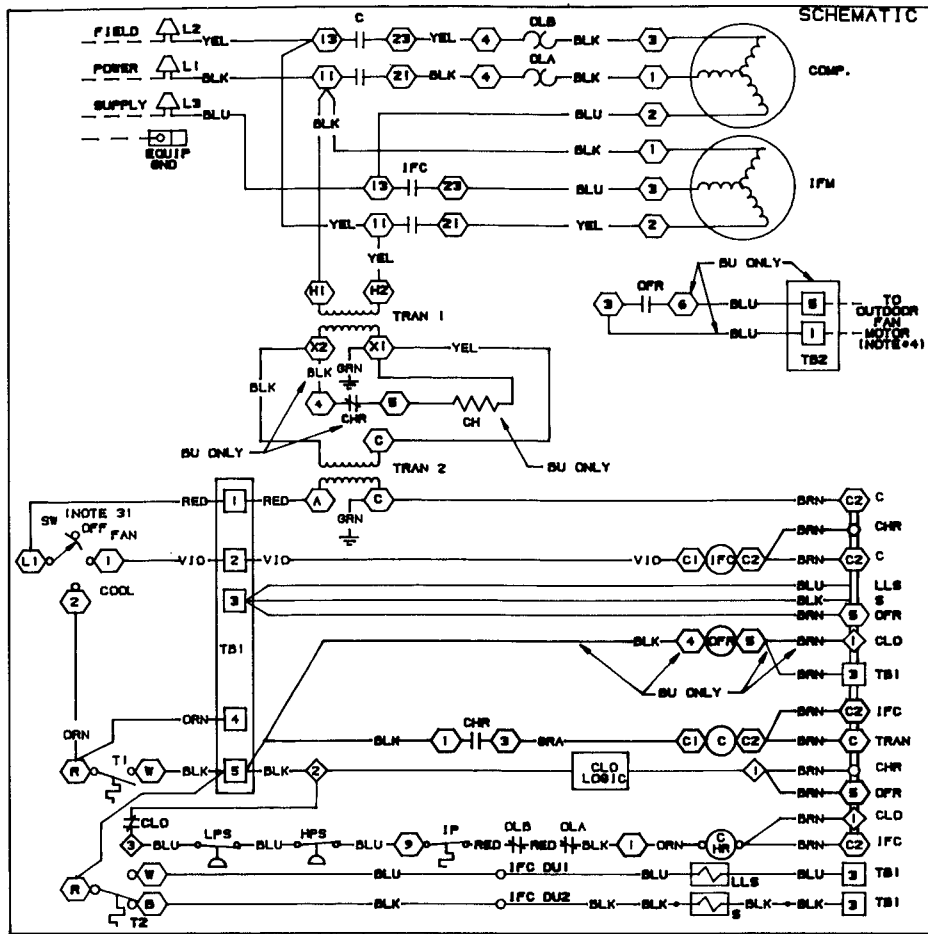 SCHEMATIC
FIELD L2 YEL 13 C 23 YEL 4 OLB BLK 3
POWER L1 BLK 11 21 BLK 4 OLA BLK 1 COMP.
SUPPLY L3 BLU BLK BLU 2
EQUIP
GND
BLK 1
13 IFC 23 BLU 3 IFM
YEL 11 21 YEL 2
YEL
BU ONLY
H1 H2
TRAN 1
3 OFR 6 BLU 5 TO
OUTDOOR
FAN
BLU 1 MOTOR
TB2 (NOTE#4)
X2 X1 YEL
BLK GRN
BLK
4 CHR 5 CH
BU ONLY C BU ONLY
TRAN 2
RED 1 RED A C BRN C2 C
GRN
SW (NOTE 3)
OFF FAN
BRN CHR
L1 1 VIO 2 VIO VIO C1 IFC C2 BRN C2 C
COOL
2
3 BLU LLS
BLK S
BRN 5 OFR
TB1
BLK 4 OFR 5 BRN 1 CLO
BU ONLY BRN 3 TB1
ORN 4 BRN C2 IFC
ORN
BLK 1 CHR 3 BRA C1 C C2 BRN C TRAN
R T1 W BLK 5 BLK 2 CLO
LOGIC 1 BRN CHR
BRN 5 OFR
CLO
BRN 1 CLO
3 BLU LPS BLU HPS BLU 9 IP RED OLB RED OLA BLK 1 ORN C
HR BRN C2 IFC
R W BLU IFC DU1 BLU LLS BLU 3 TB1
T2 B BLK IFC DU2 BLK S BLK BLK 3 TB1